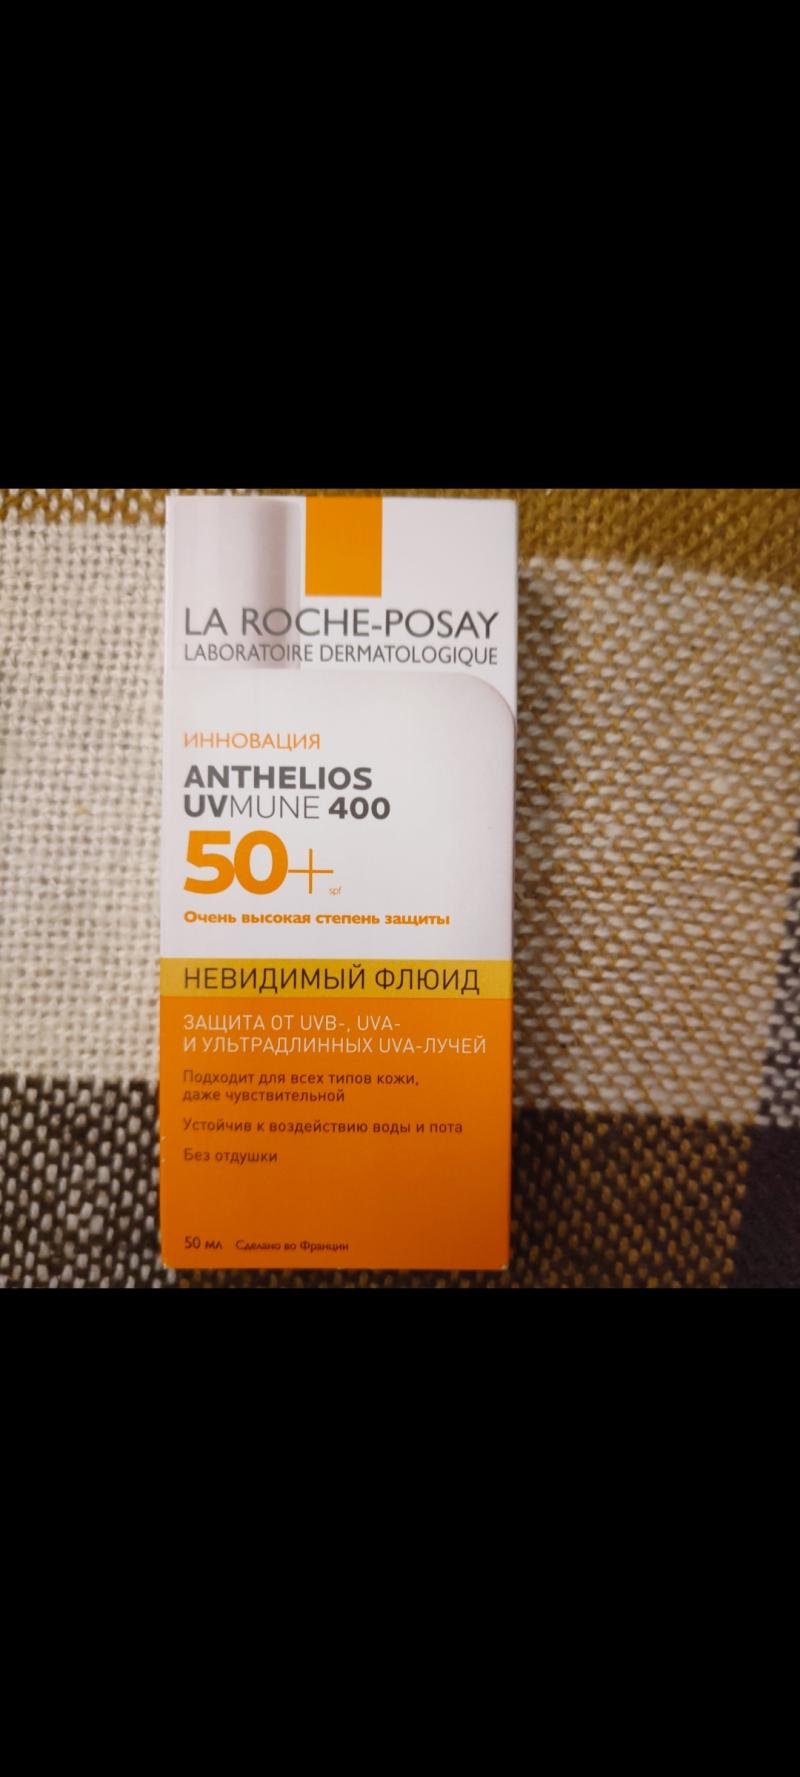 LA ROCHE-POSAY
LABORATOIRE DERMATOLOGIQUE
ИННОВАЦИЯ
ANTHELIOS
UVMUNE 400
50+
spf
Очень высокая степень защиты
НЕВИДИМЫЙ ФЛЮИД
ЗАЩИТА ОТ UVB-, UVA-
И УЛЬТРАДЛИННЫХ UVA-ЛУЧЕЙ
Подходит для всех типов кожи,
даже чувствительной
Устойчив к воздействию воды и пота
Без отдушки
50 мл Сделано во Франции